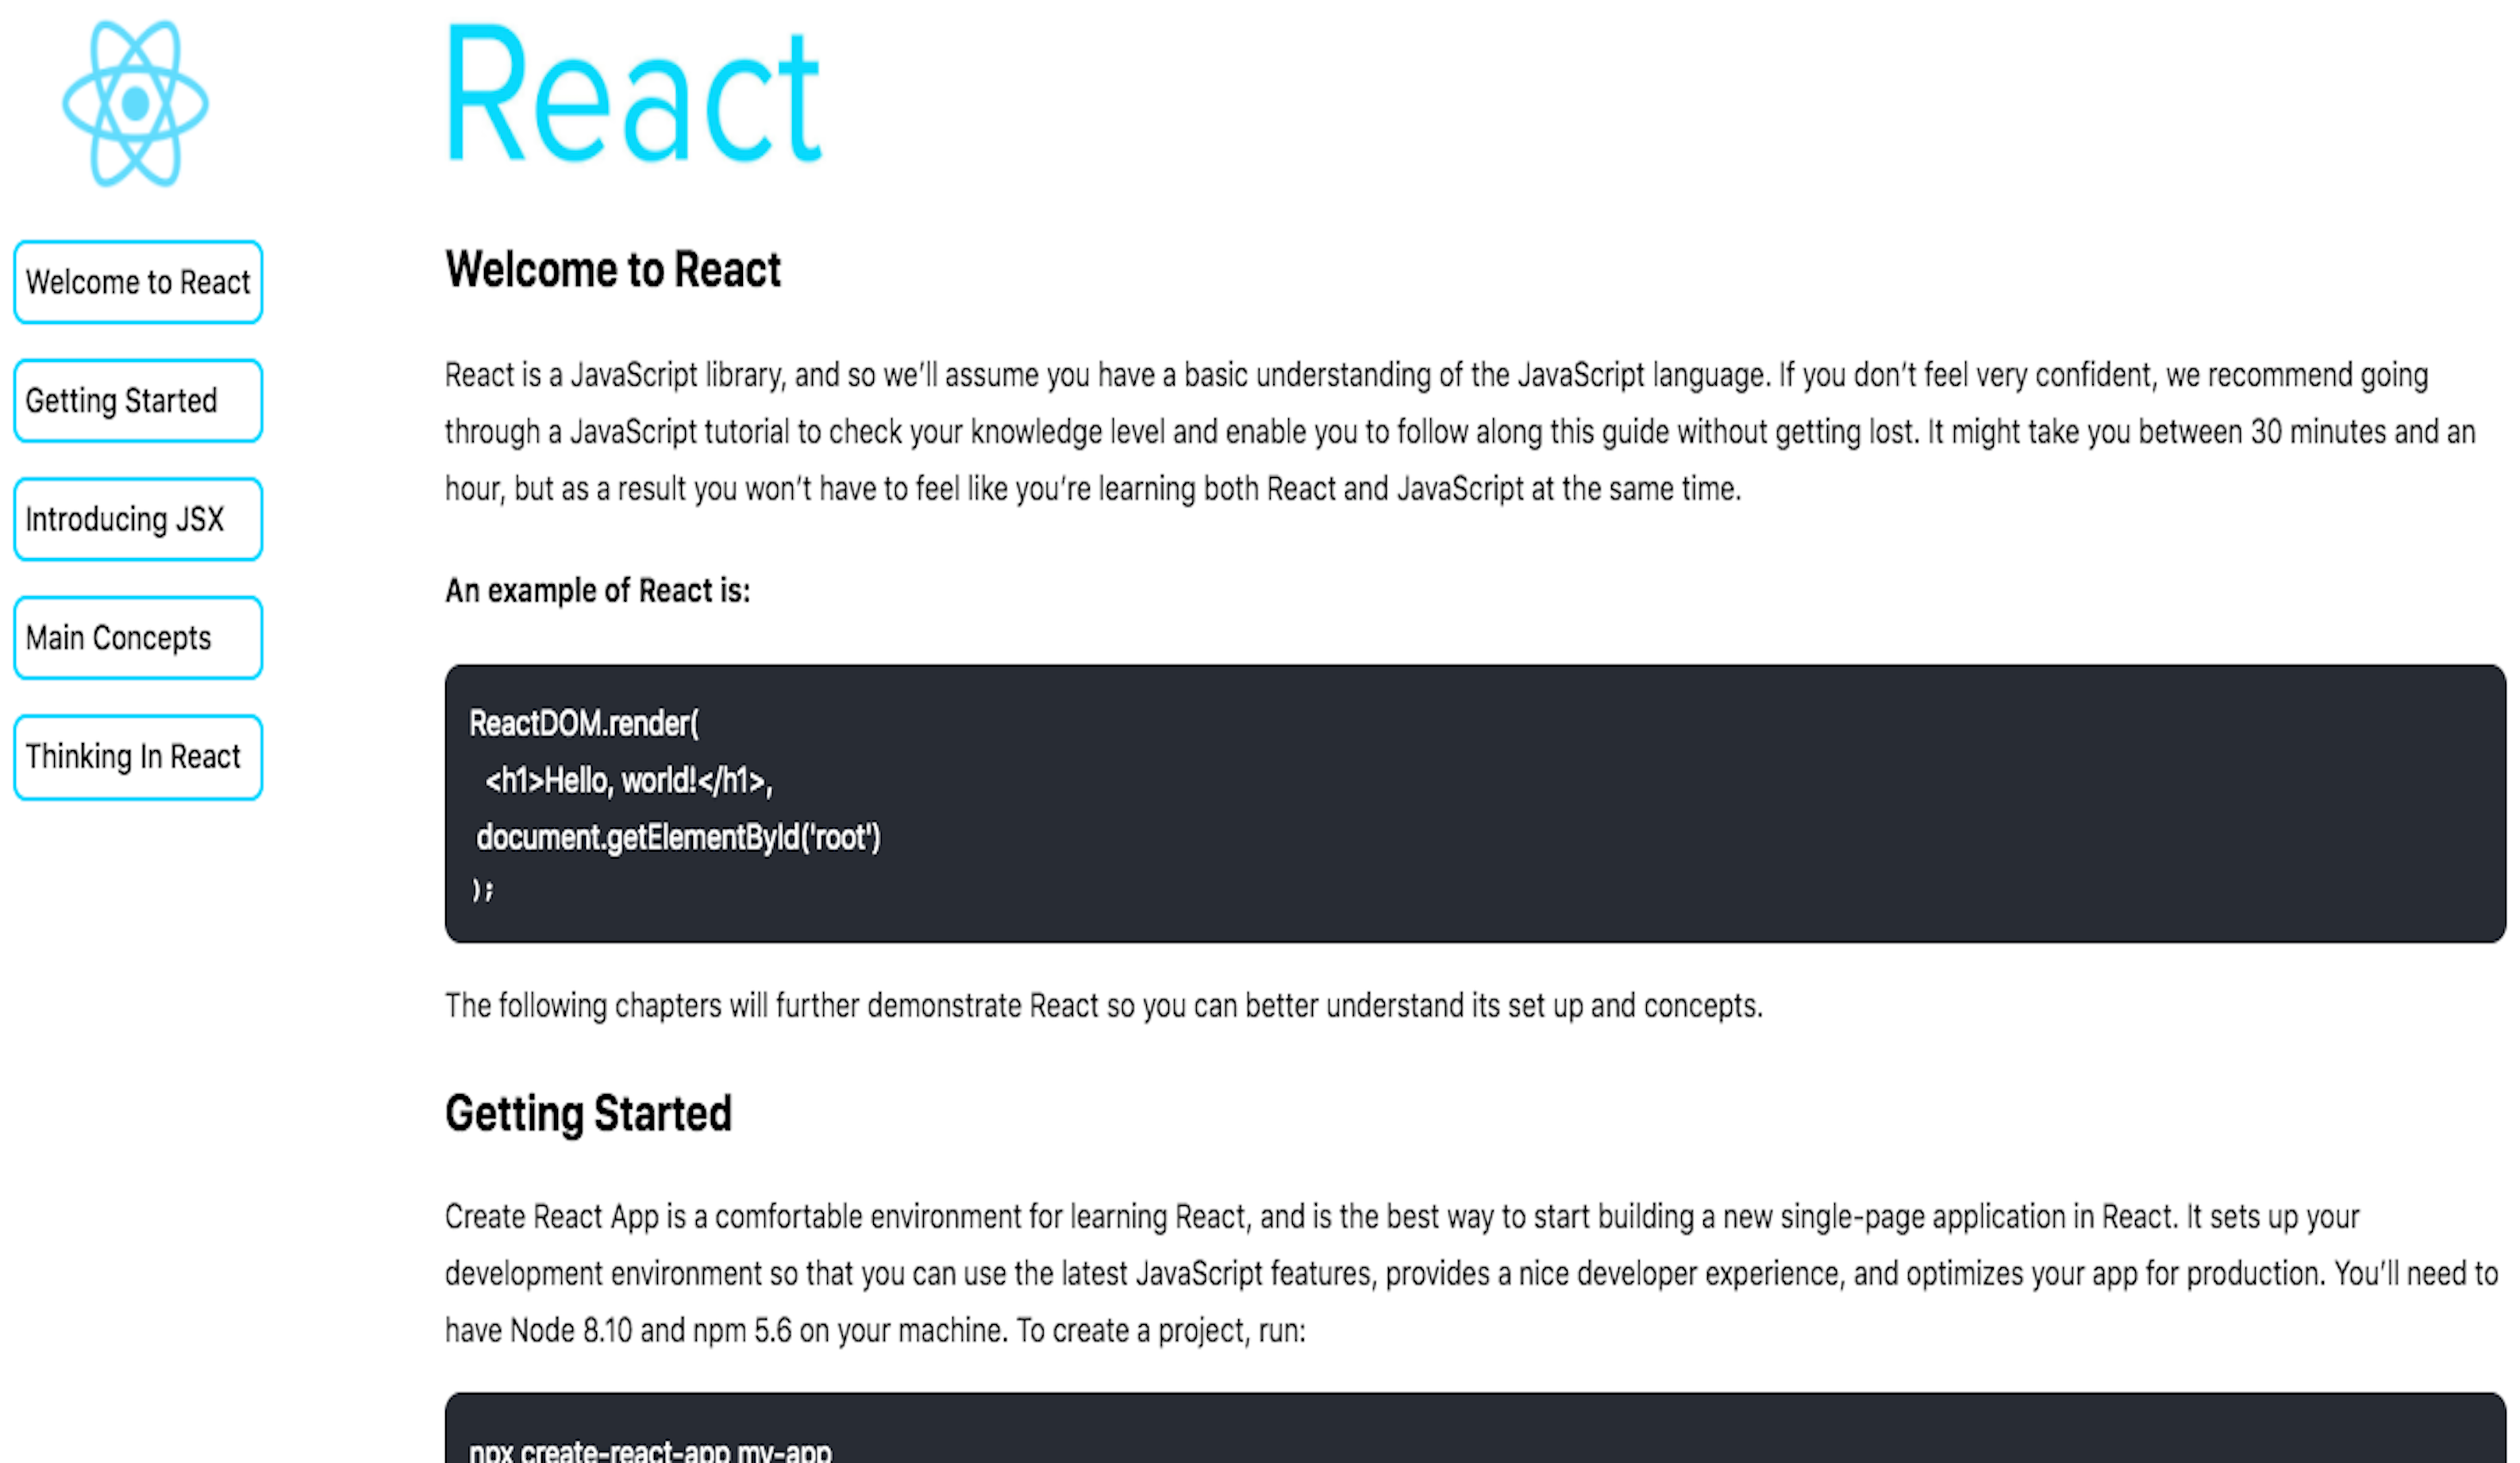 React
Welcome to React
Getting Started
Introducing JSX
Main Concepts
Thinking In React
Welcome to React
React is a JavaScript library, and so we’ll assume you have a basic understanding of the JavaScript language. If you don’t feel very confident, we recommend going
through a JavaScript tutorial to check your knowledge level and enable you to follow along this guide without getting lost. It might take you between 30 minutes and an
hour, but as a result you won’t have to feel like you’re learning both React and JavaScript at the same time.
An example of React is:
ReactDOM.render(
<h1>Hello, world!</h1>,
document.getElementById('root')
);
The following chapters will further demonstrate React so you can better understand its set up and concepts.
Getting Started
Create React App is a comfortable environment for learning React, and is the best way to start building a new single-page application in React. It sets up your
development environment so that you can use the latest JavaScript features, provides a nice developer experience, and optimizes your app for production. You’ll need to
have Node 8.10 and npm 5.6 on your machine. To create a project, run:
npx create-react-app my-app